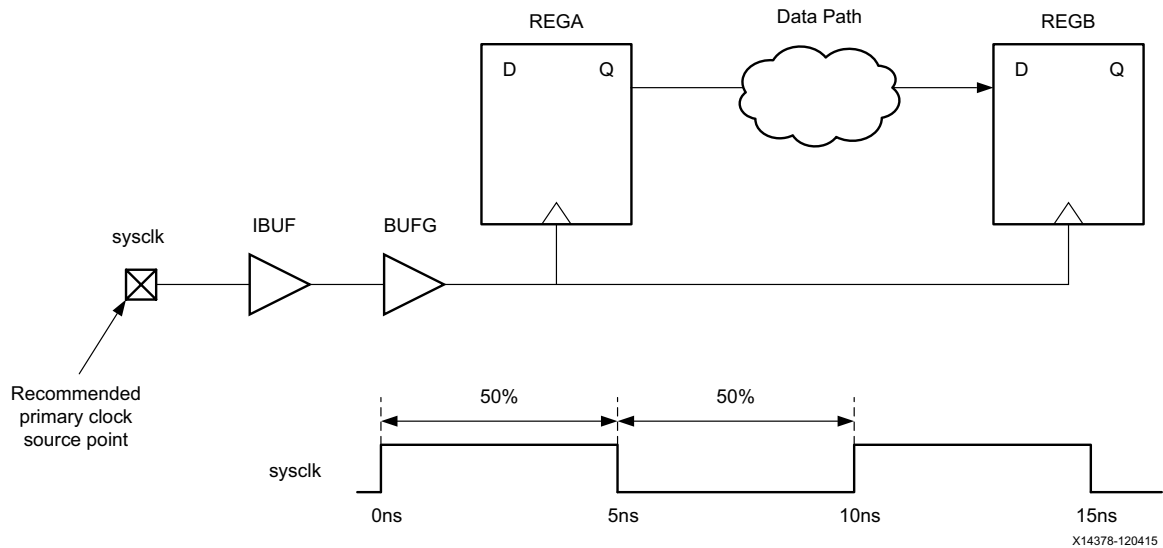 REGA
Data Path
REGB
D
Q
D
Q
IBUF
BUFG
sysclk
Recommended
primary clock
source point
50%
50%
sysclk
0ns
5ns
10ns
15ns
X14378-120415